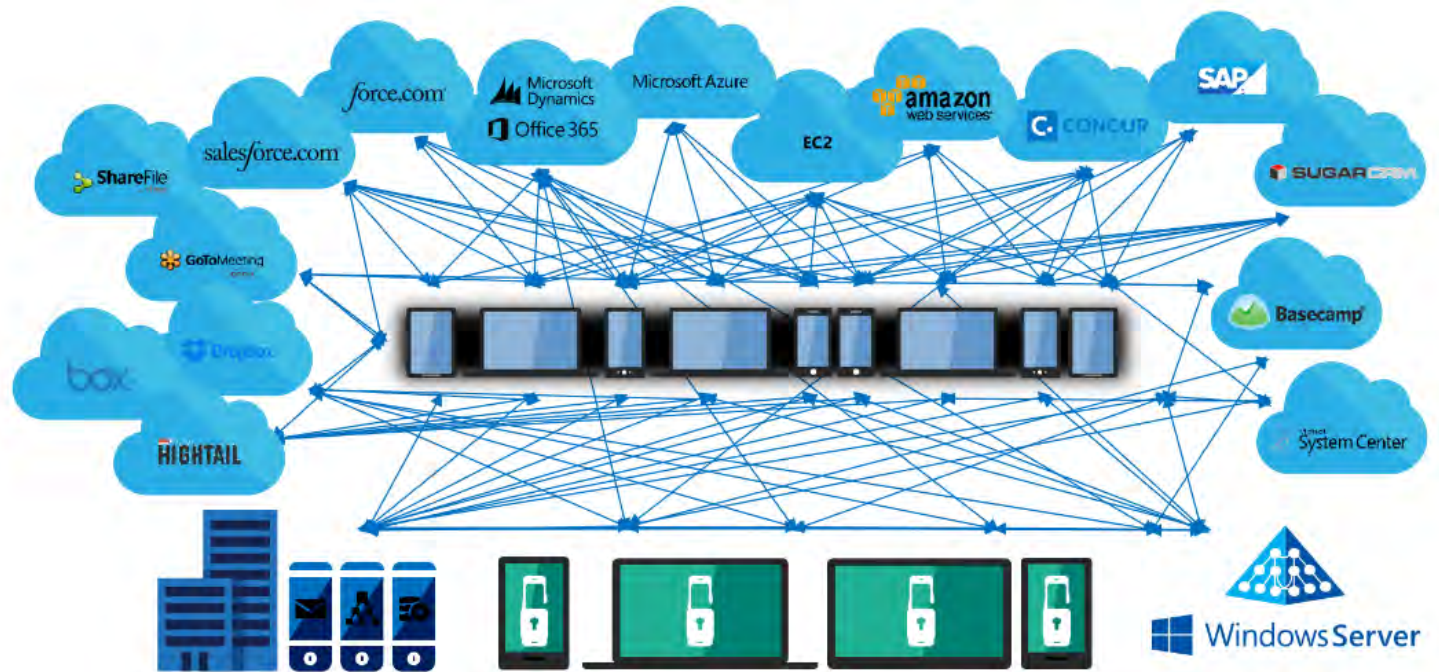 force.com
Microsoft
Dynamics
Office 365
Microsoft Azure
EC2
amazon
web services
CONCUR
SAP
salesforce.com
ShareFile
SUGARCRM
GoToMeeting
Basecamp
Dropbox
box
HIGHTAIL
System Center
Windows Server